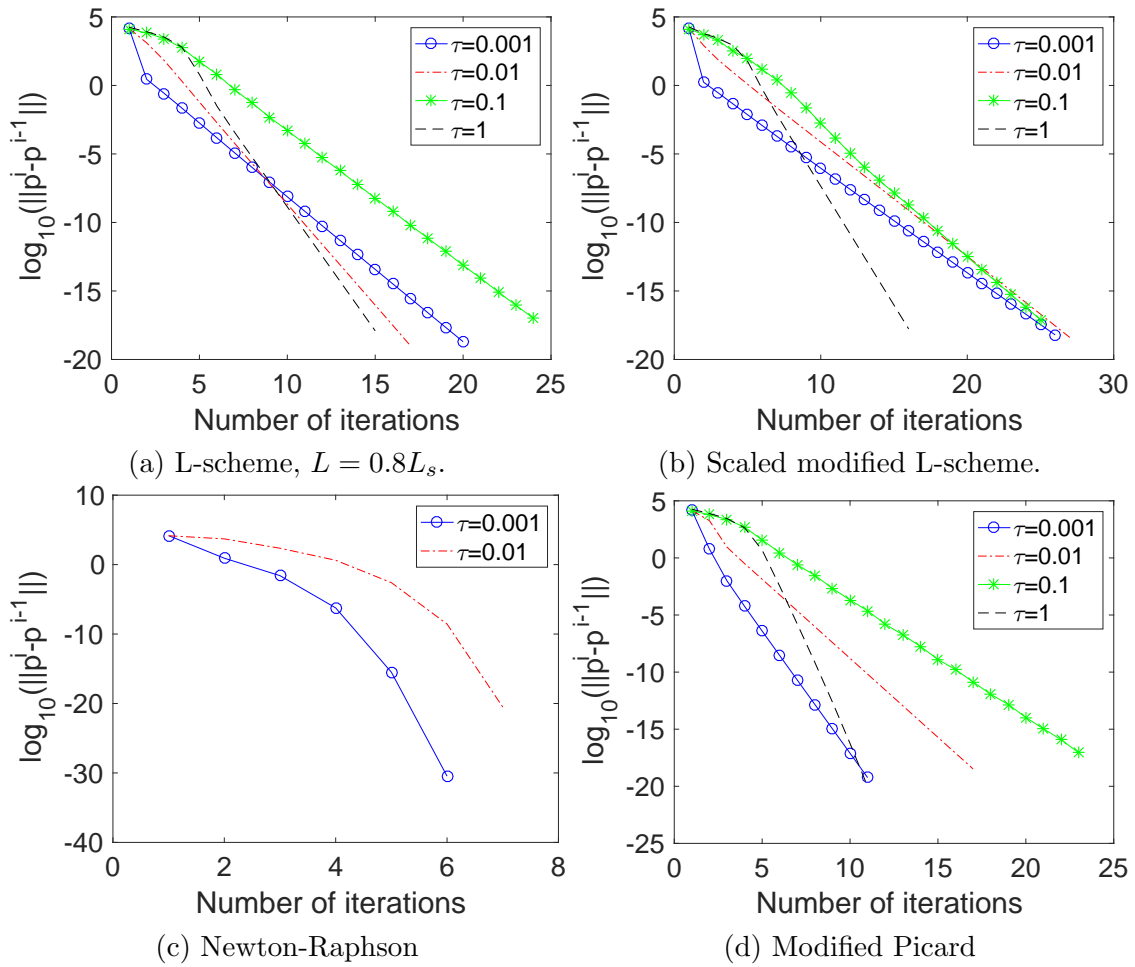 5
0
-5
-10
-15
-20
0
5
10
15
20
25
log10(||p^i-p^{i-1}||)
Number of iterations
τ=0.001
τ=0.01
τ=0.1
τ=1
(a) L-scheme, L = 0.8L_s.
5
0
-5
-10
-15
-20
0
10
20
30
log10(||p^i-p^{i-1}||)
Number of iterations
τ=0.001
τ=0.01
τ=0.1
τ=1
(b) Scaled modified L-scheme.
10
0
-10
-20
-30
-40
0
2
4
6
8
log10(||p^i-p^{i-1}||)
Number of iterations
τ=0.001
τ=0.01
(c) Newton-Raphson
5
0
-5
-10
-15
-20
-25
0
5
10
15
20
25
log10(||p^i-p^{i-1}||)
Number of iterations
τ=0.001
τ=0.01
τ=0.1
τ=1
(d) Modified Picard